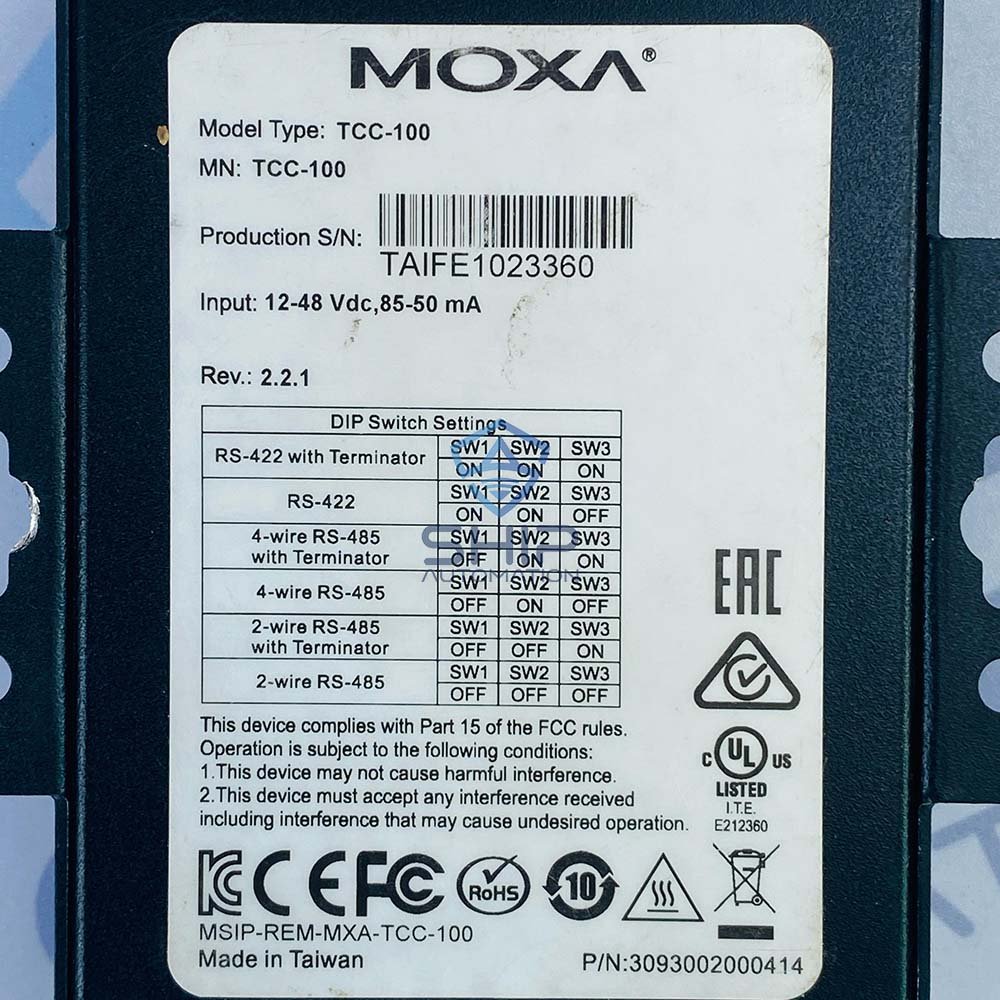 MOXA®
Model Type: TCC-100
MN: TCC-100
Production S/N:
TAIFE1023360
Input: 12-48 Vdc,85-50 mA
Rev.: 2.2.1
DIP Switch Settings
RS-422 with Terminator SW1 SW2 SW3
ON ON ON
RS-422 SW1 SW2 SW3
ON ON OFF
4-wire RS-485 SW1 SW2 SW3
with Terminator OFF ON ON
4-wire RS-485 SW1 SW2 SW3
OFF ON OFF
2-wire RS-485 SW1 SW2 SW3
with Terminator OFF OFF ON
2-wire RS-485 SW1 SW2 SW3
OFF OFF OFF
SHIP
AUTOMATION
EAC
This device complies with Part 15 of the FCC rules.
Operation is subject to the following conditions:
1.This device may not cause harmful interference.
2.This device must accept any interference received
including interference that may cause undesired operation.
C UL US
LISTED
I.T.E.
E212360
KC CE FC RoHS 10
MSIP-REM-MXA-TCC-100
Made in Taiwan
P/N:3093002000414